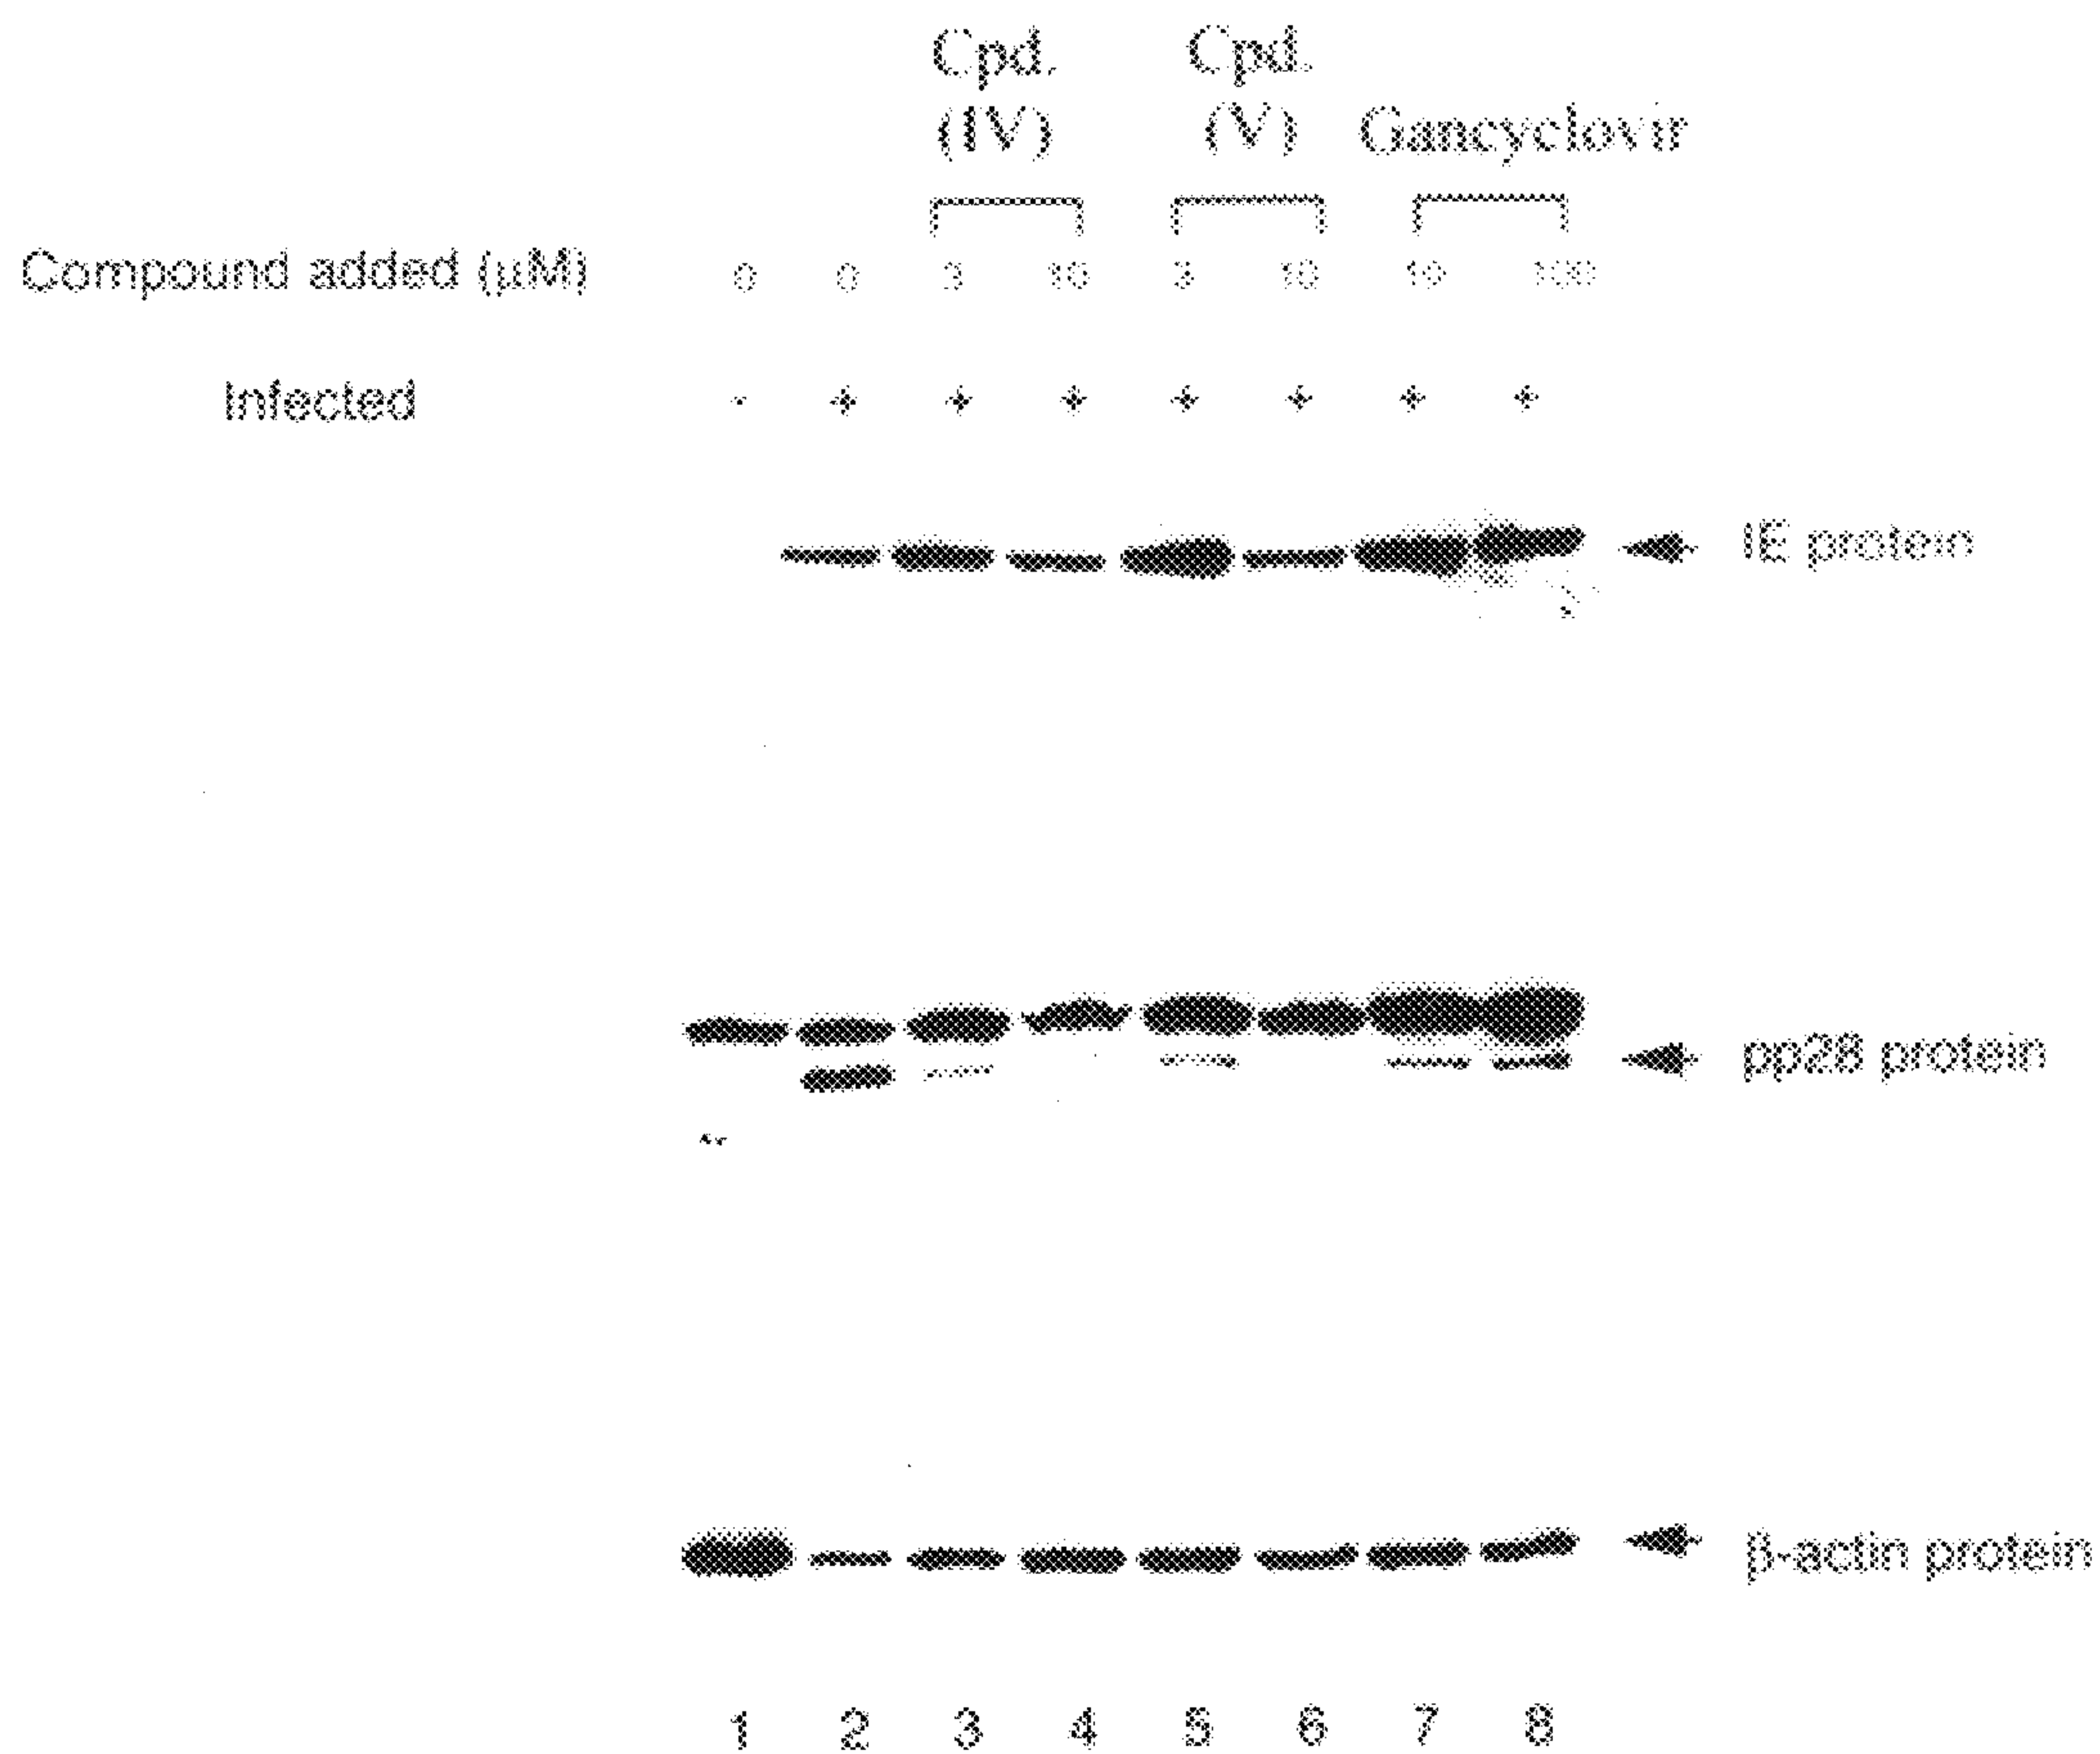 Cpd. Cpd.
(IV) (V) Gancyclovir
Compound added (μM) 0 0 3 10 3 10 10 100
Infected - + + + + + + +
IE protein
pp28 protein
β-actin protein
1 2 3 4 5 6 7 8